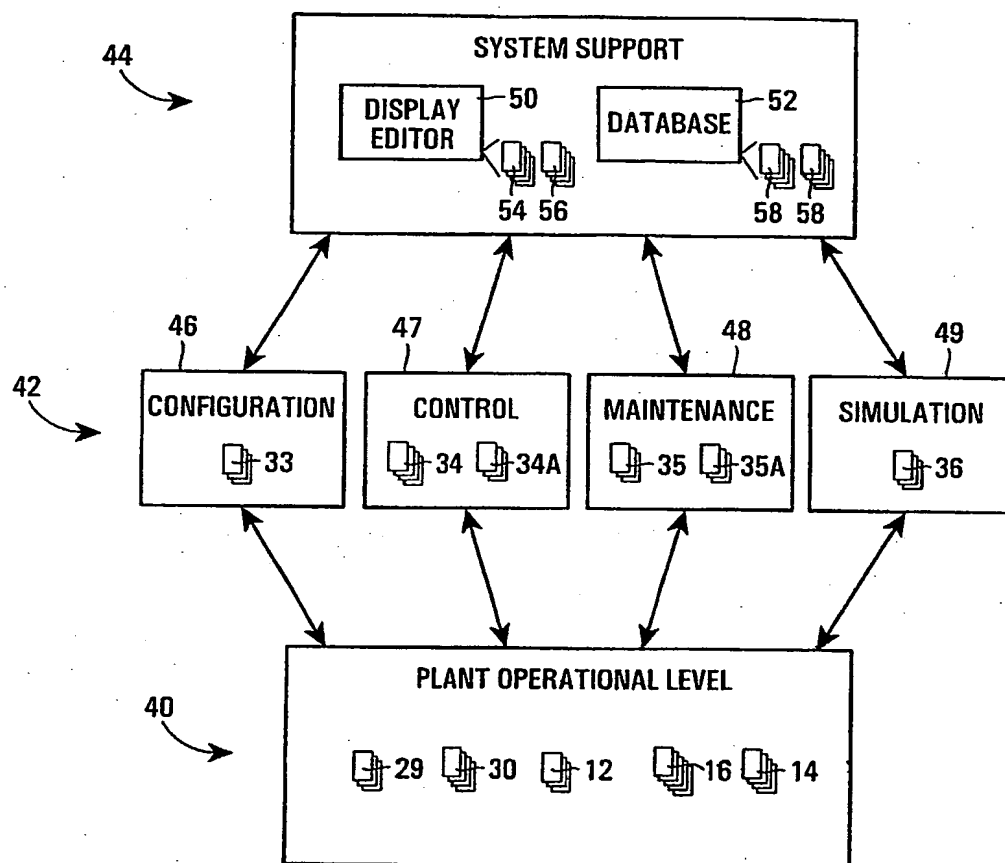 SYSTEM SUPPORT
44
DISPLAY
EDITOR
50
DATABASE
52
54 56
58 58
46
47
48
49
42
CONFIGURATION
33
CONTROL
34 34A
MAINTENANCE
35 35A
SIMULATION
36
PLANT OPERATIONAL LEVEL
40
29 30 12 16 14